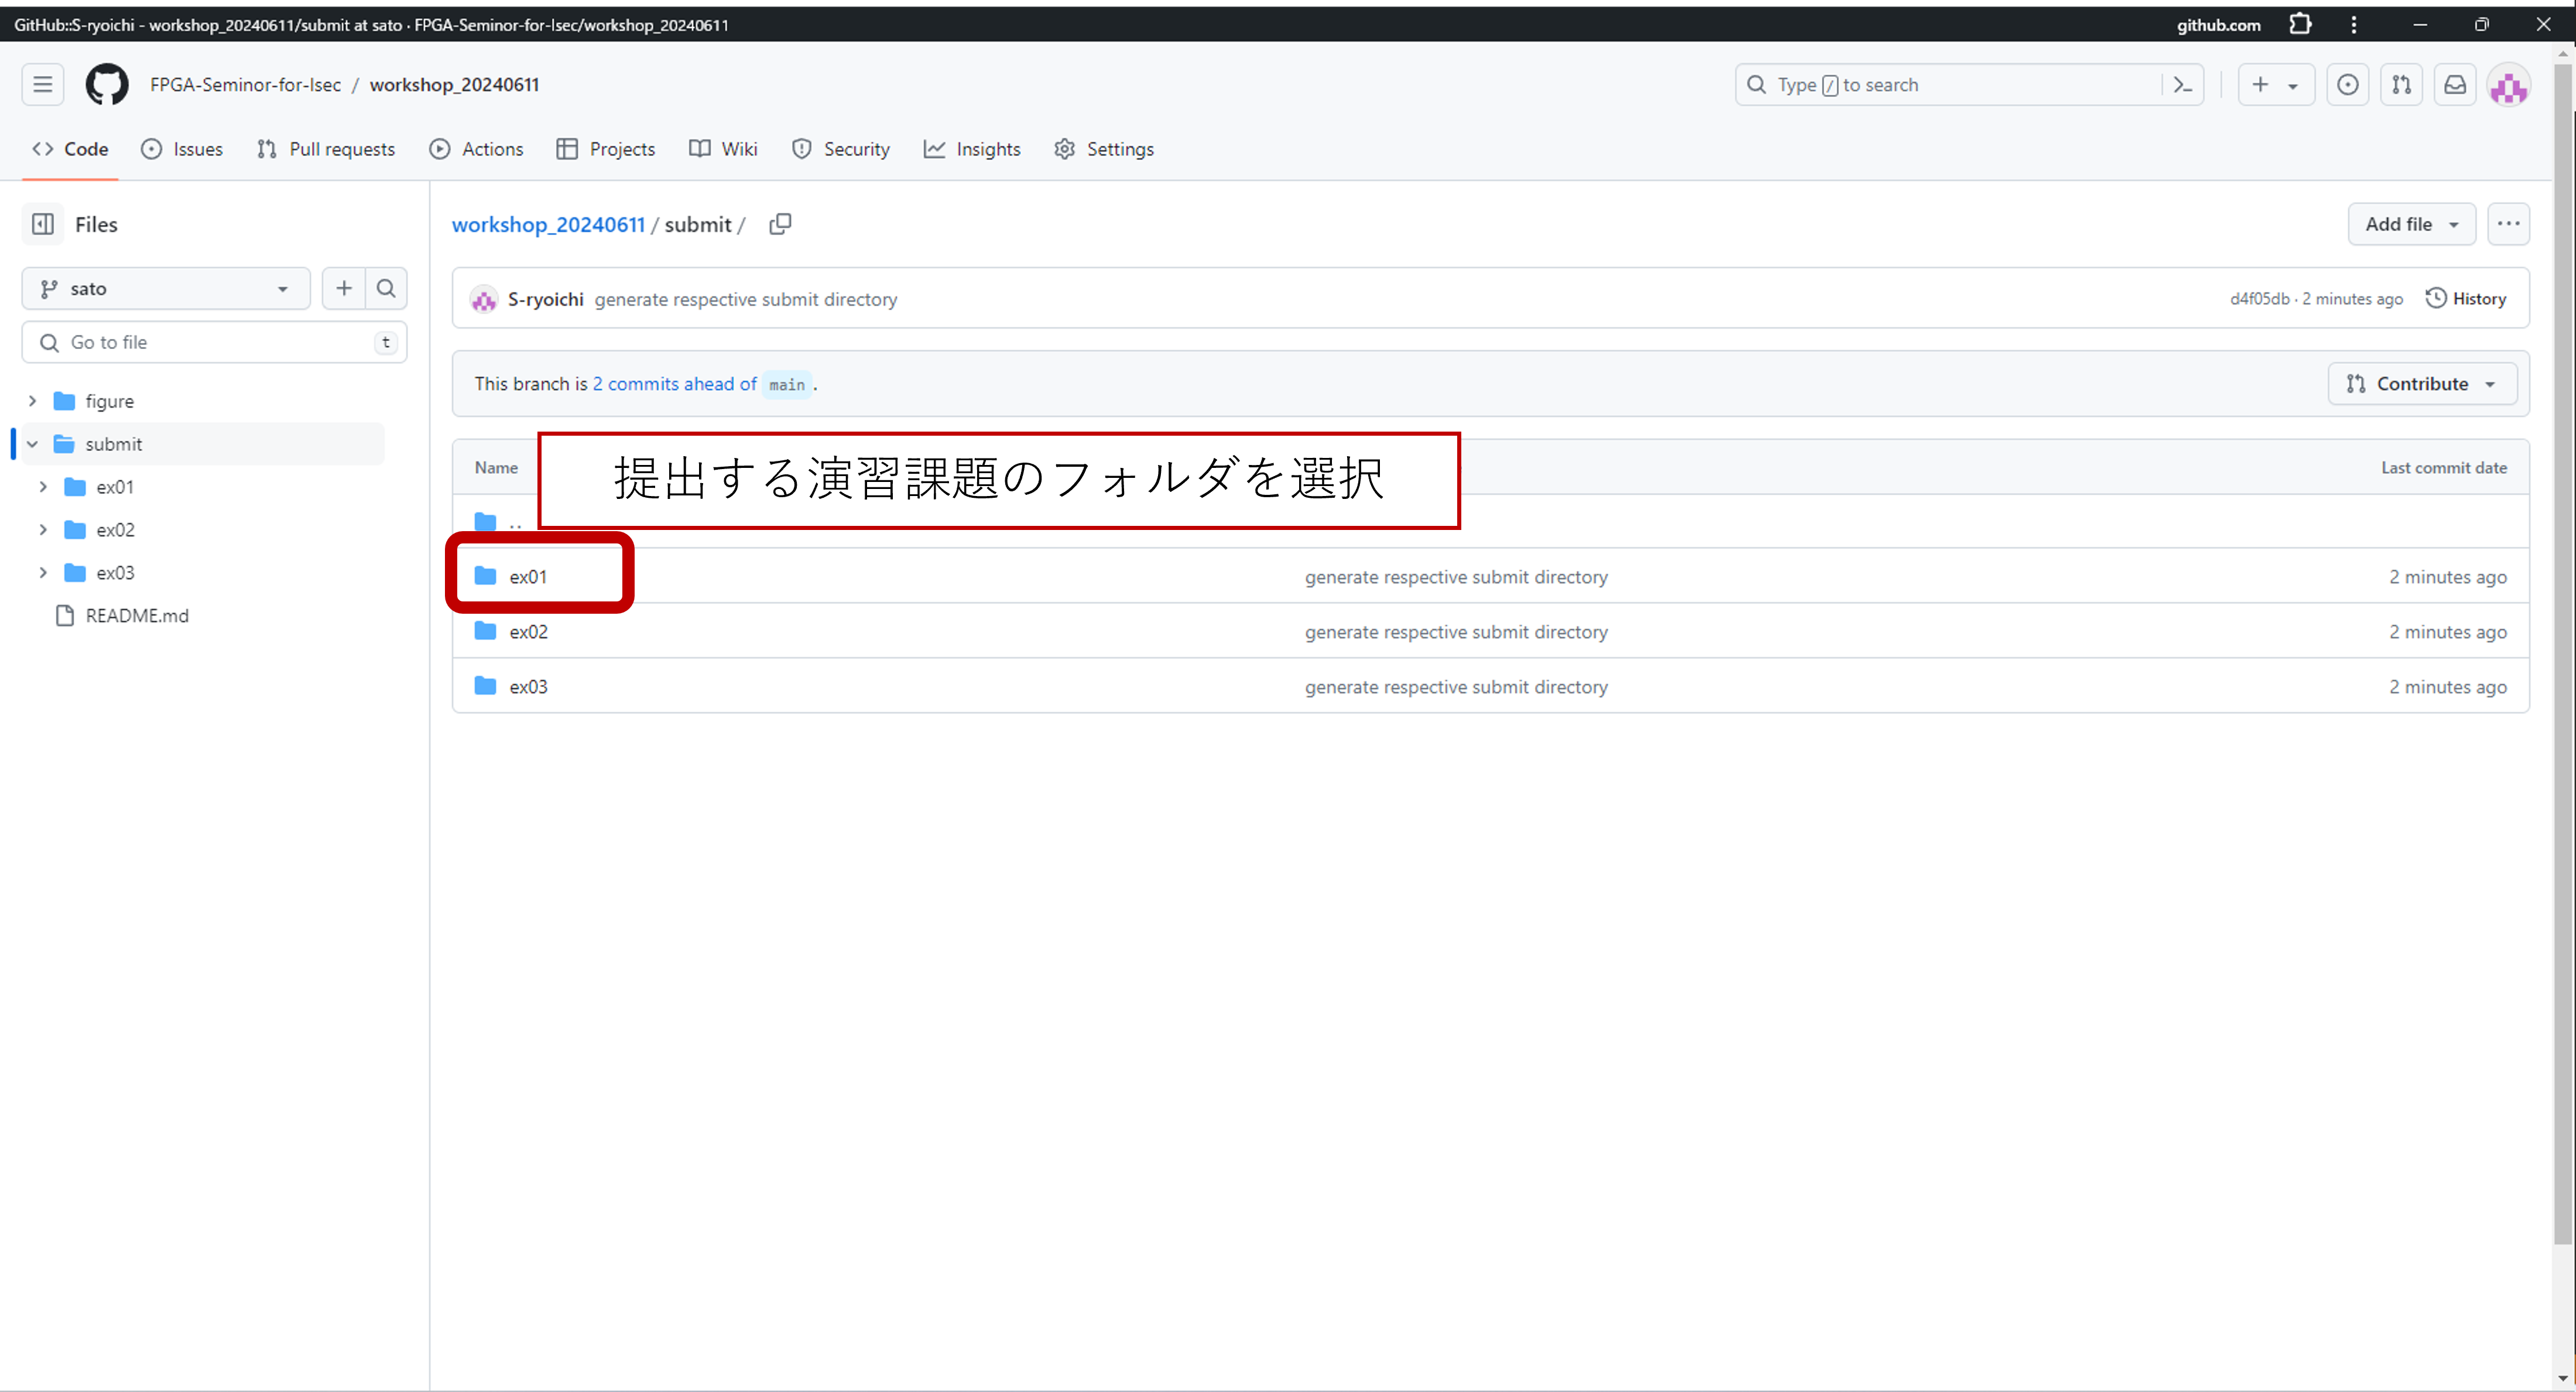 GitHub::S-ryoichi - workshop_20240611/submit at sato · FPGA-Seminor-for-Isec/workshop_20240611
github.com
FPGA-Seminor-for-Isec / workshop_20240611
Type / to search
Code
Issues
Pull requests
Actions
Projects
Wiki
Security
Insights
Settings
Files
sato
Go to file
t
figure
submit
ex01
ex02
ex03
README.md
workshop_20240611 / submit /
Add file
S-ryoichi generate respective submit directory
d4f05db · 2 minutes ago
History
This branch is 2 commits ahead of main .
Contribute
Name
Last commit date
提出する演習課題のフォルダを選択
..
ex01 generate respective submit directory 2 minutes ago
ex02 generate respective submit directory 2 minutes ago
ex03 generate respective submit directory 2 minutes ago